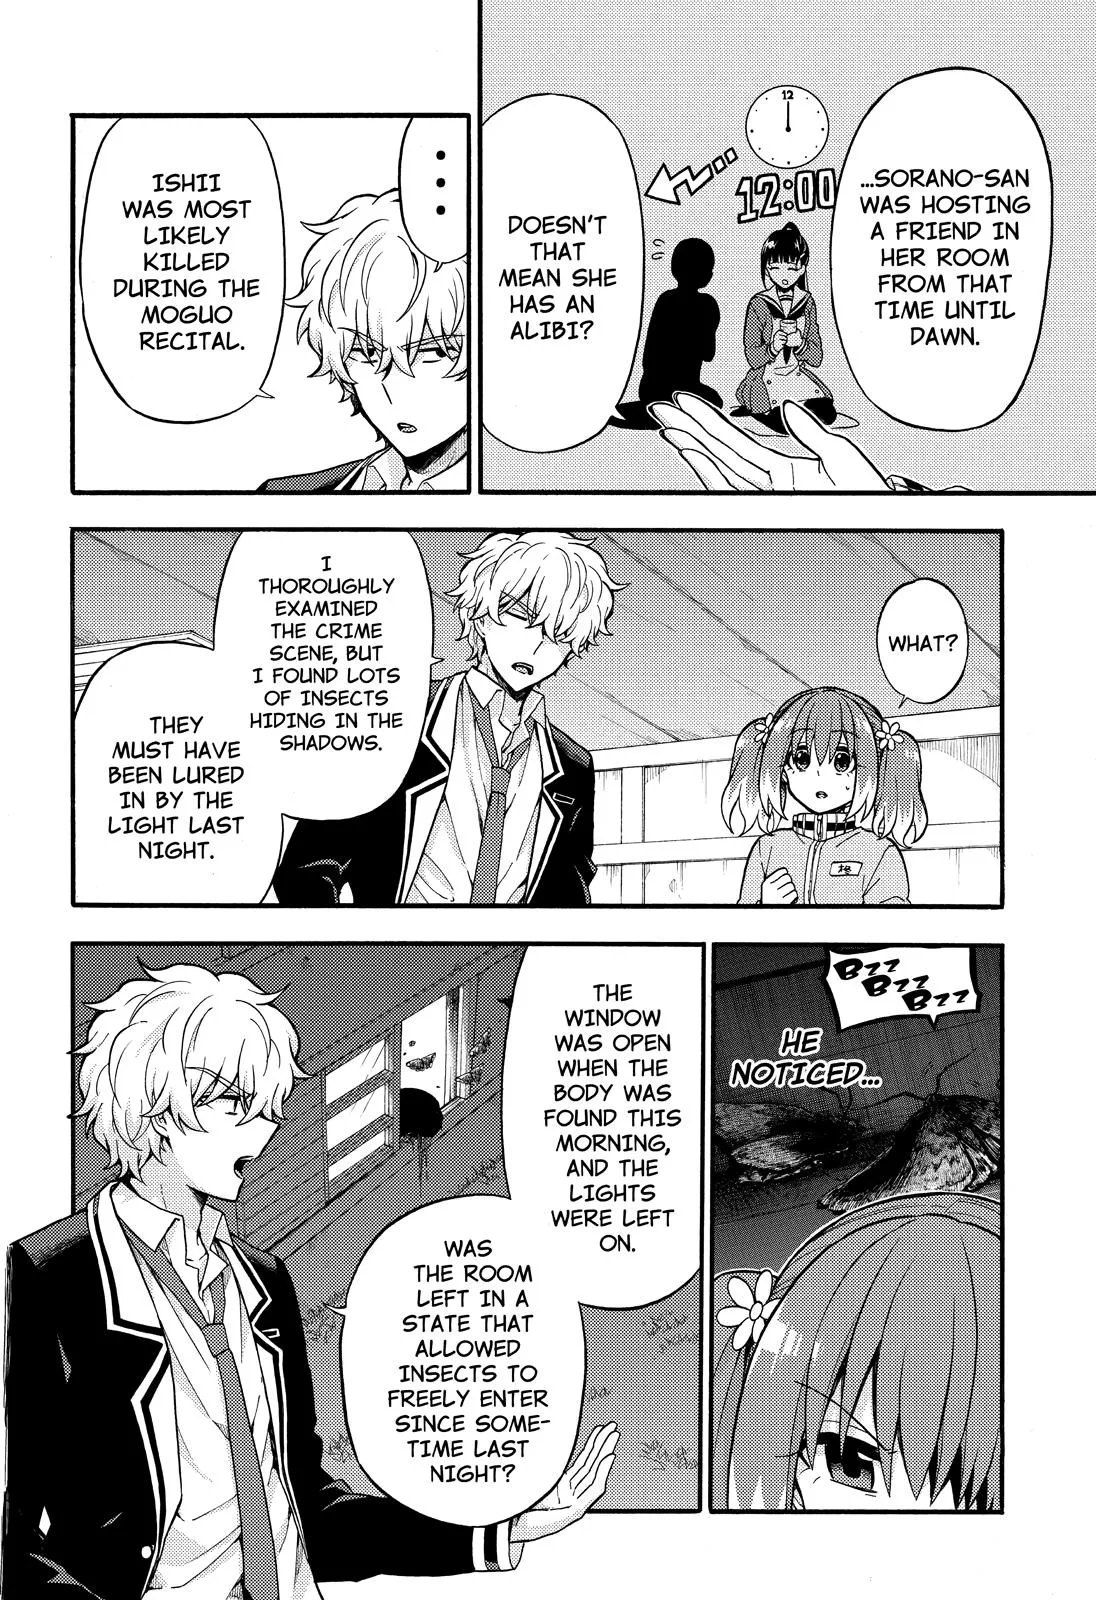 12
12:00
...SORANO-SAN
WAS HOSTING
A FRIEND IN
HER ROOM
FROM THAT
TIME UNTIL
DAWN.
DOESN'T
THAT
MEAN SHE
HAS AN
ALIBI?
...
ISHII
WAS MOST
LIKELY
KILLED
DURING THE
MOGUO
RECITAL.
WHAT?
I
THOROUGHLY
EXAMINED
THE CRIME
SCENE, BUT
I FOUND LOTS
OF INSECTS
HIDING IN THE
SHADOWS.
THEY
MUST HAVE
BEEN LURED
IN BY THE
LIGHT LAST
NIGHT.
BZZ
BZZ
BZZ
HE
NOTICED...
THE
WINDOW
WAS OPEN
WHEN THE
BODY WAS
FOUND THIS
MORNING,
AND THE
LIGHTS
WERE LEFT
ON.
WAS
THE ROOM
LEFT IN A
STATE THAT
ALLOWED
INSECTS TO
FREELY ENTER
SINCE SOME-
TIME LAST
NIGHT?